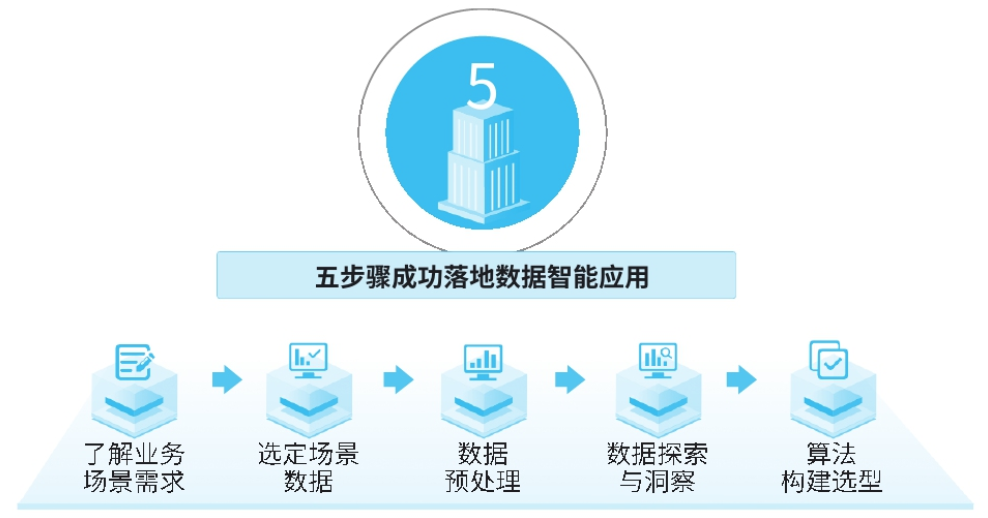 5
五步骤成功落地数据智能应用
了解业务
场景需求
选定场景
数据
数据
预处理
数据探索
与洞察
算法
构建选型